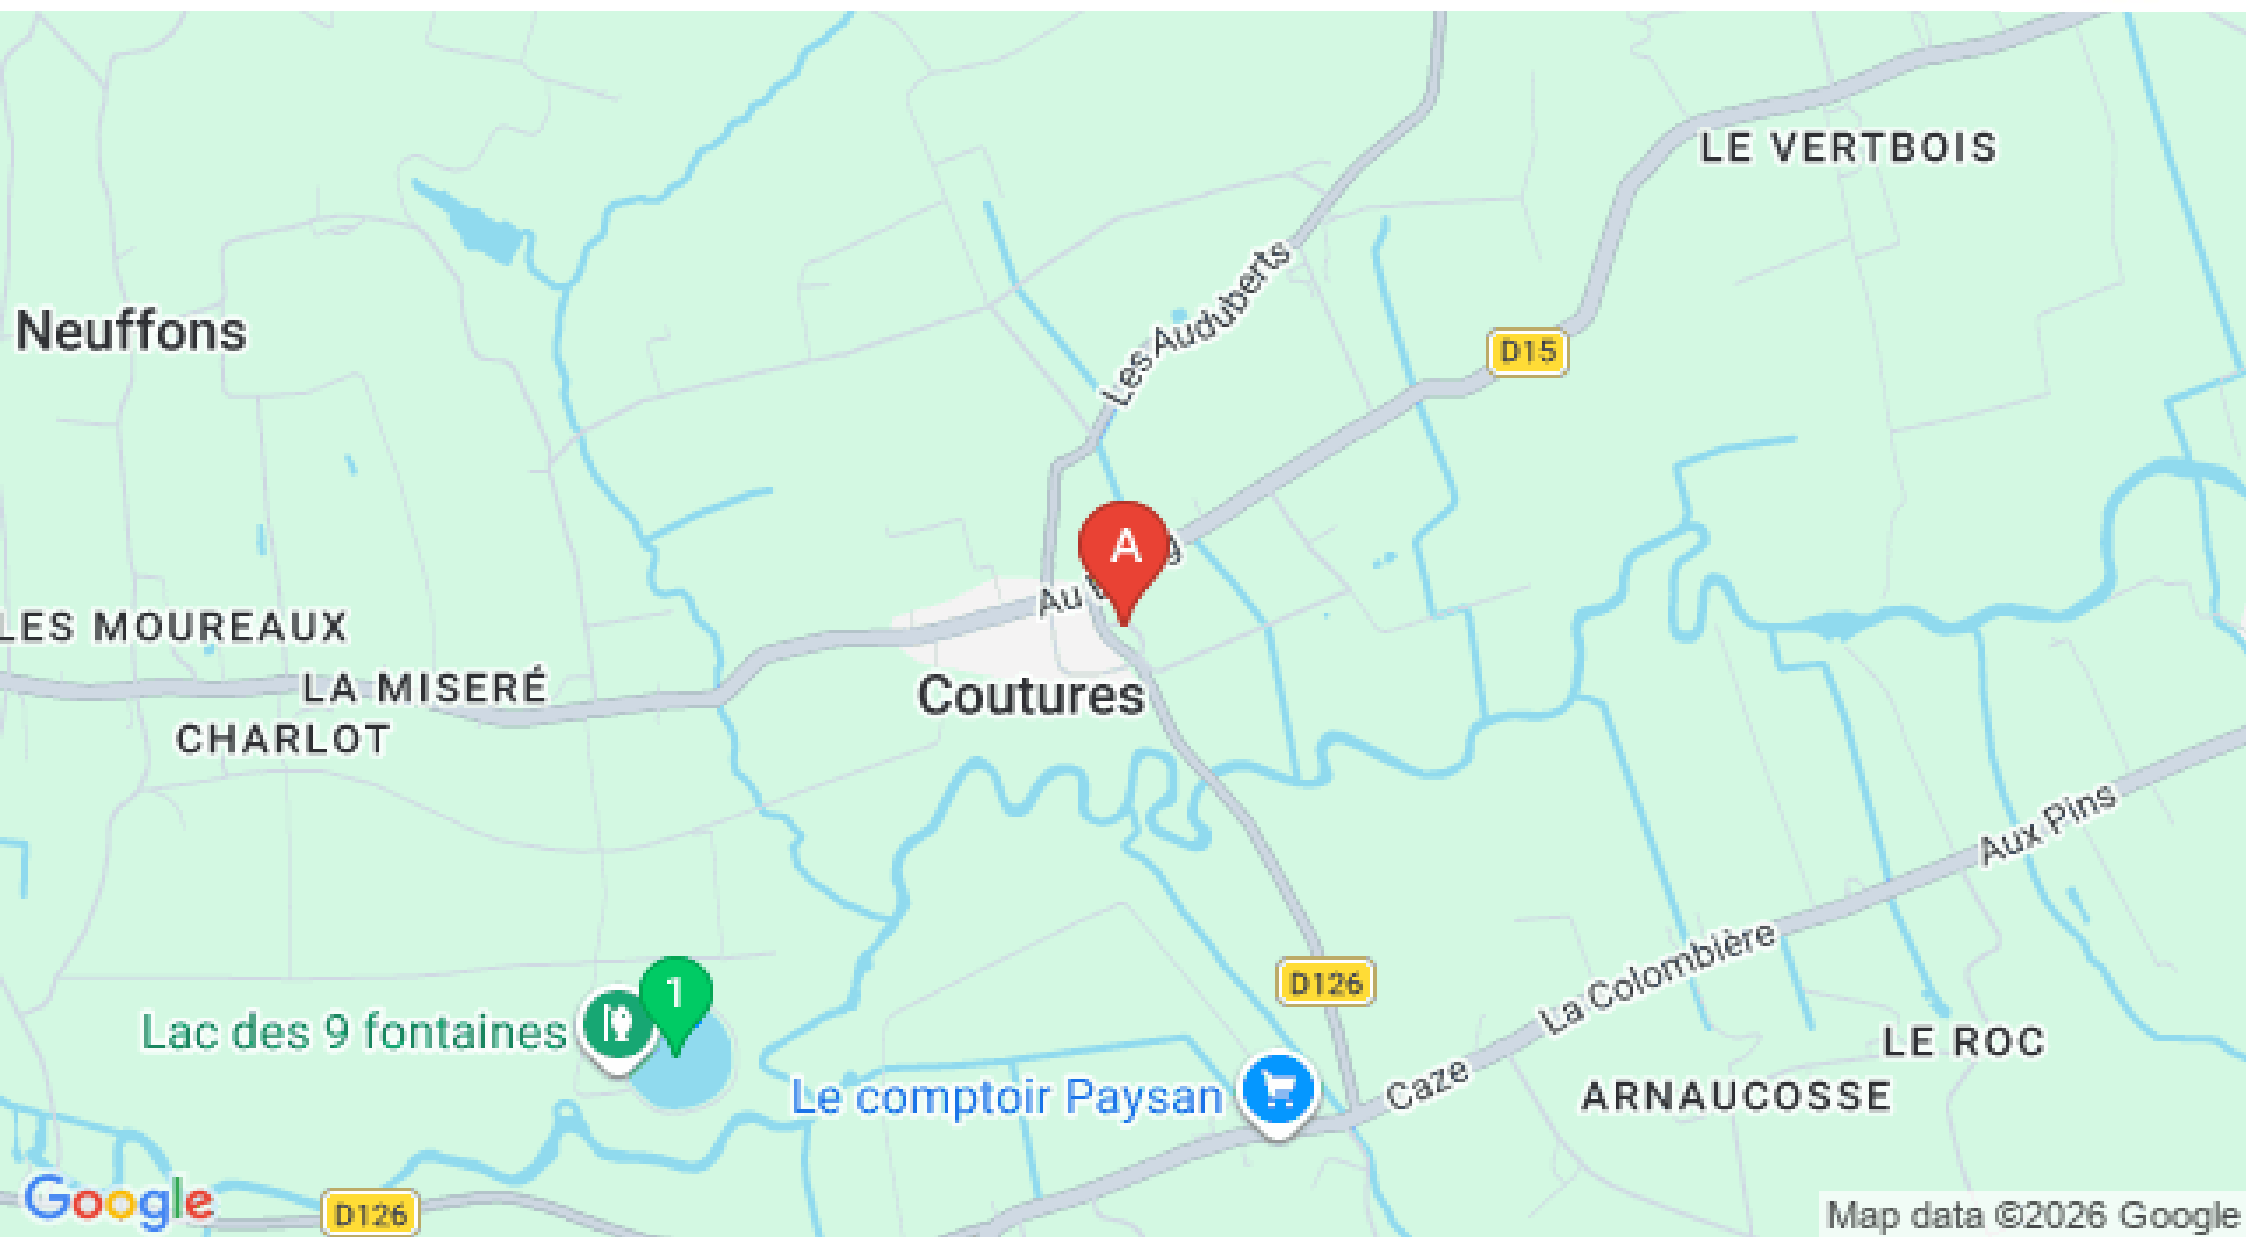 LE VERTBOIS
Les Auduberts
Neuffons
D15
A
Au
LES MOUREAUX
LA MISERÉ
Coutures
CHARLOT
Aux Pins
La Colombière
D126
1
Lac des 9 fontaines
LE ROC
Le comptoir Paysan
Caze
ARNAUCOSSE
Google
D126
Map data ©2026 Google